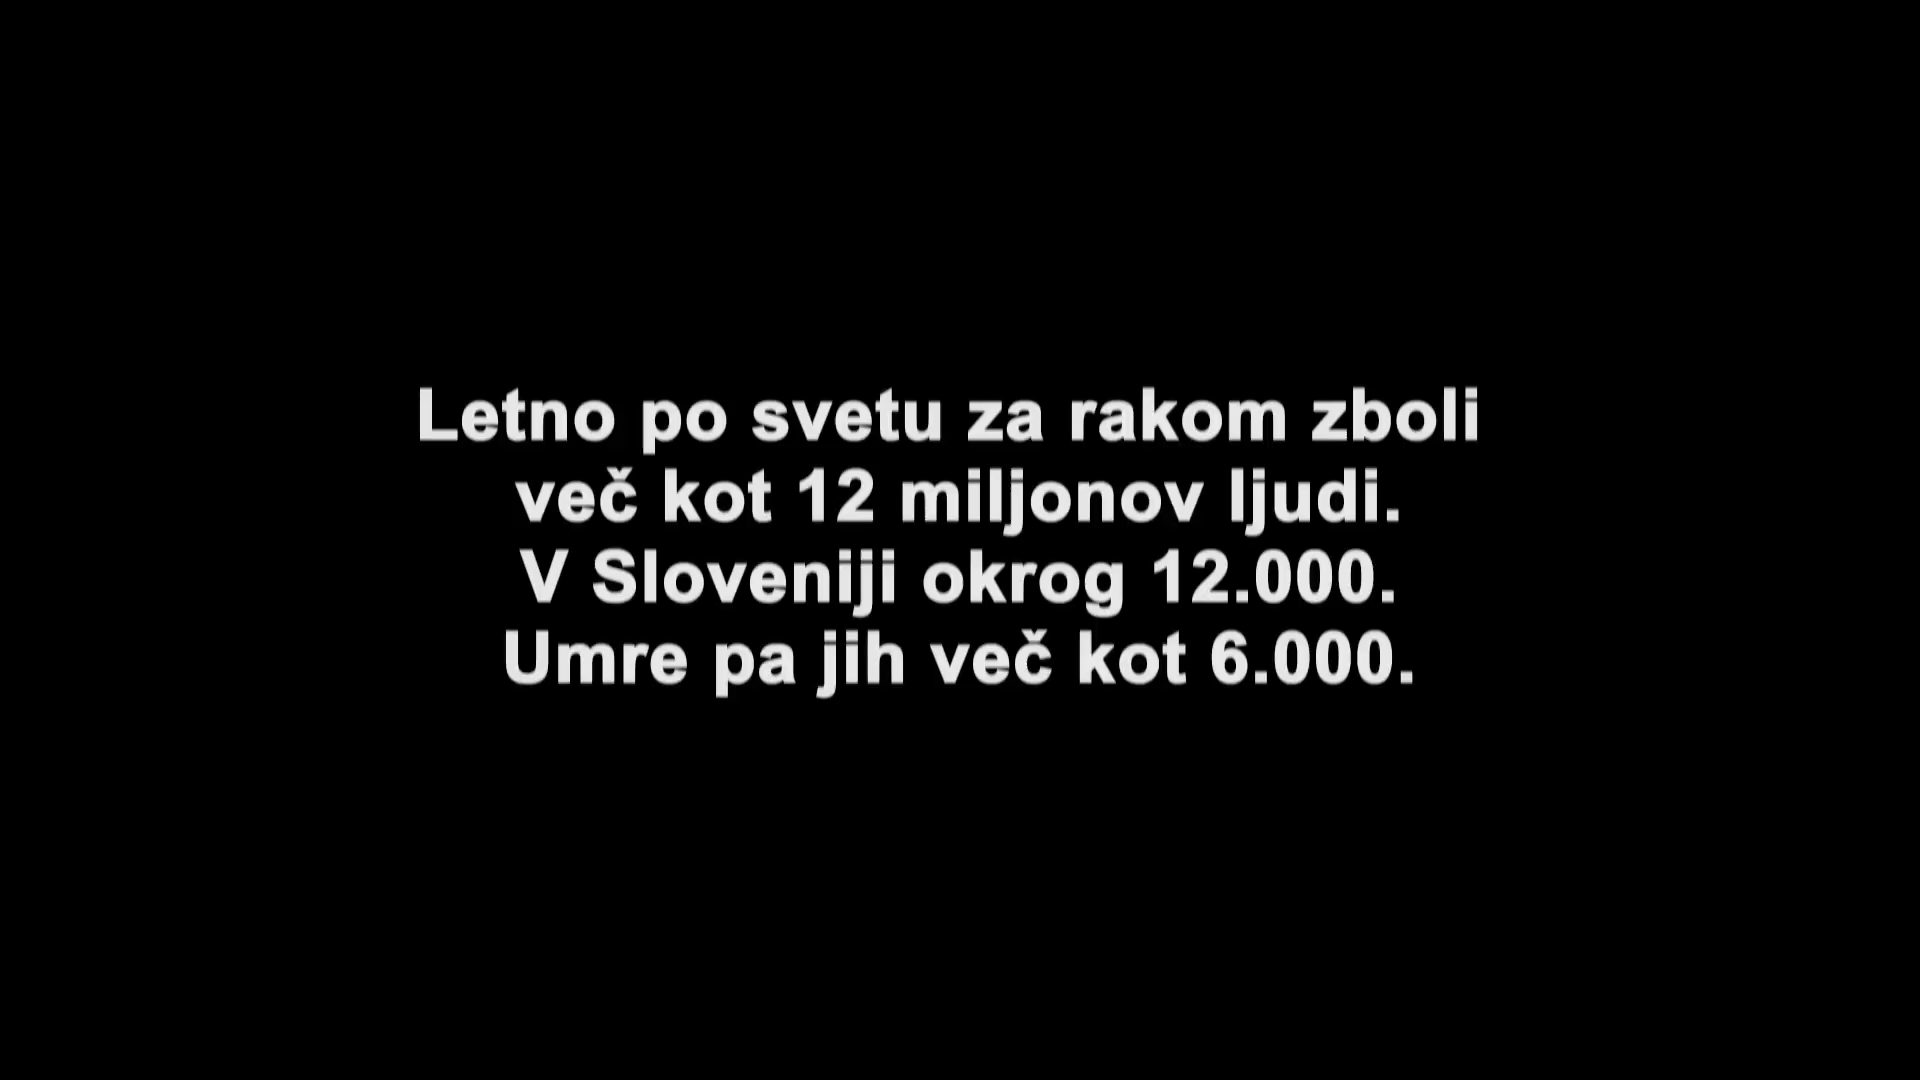 Letno po svetu za rakom zboli
več kot 12 miljonov ljudi.
V Sloveniji okrog 12.000.
Umre pa jih več kot 6.000.